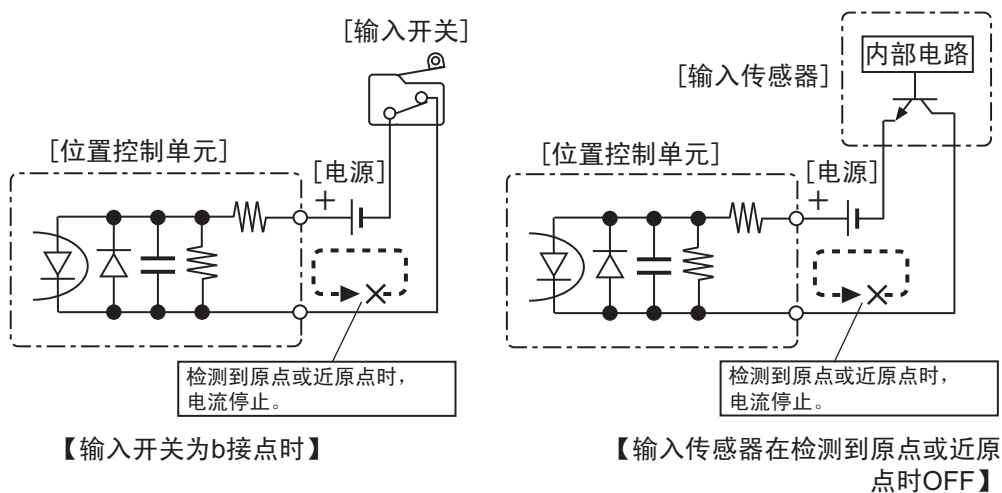 [输入开关]
[位置控制单元]
[电源]
+
检测到原点或近原点时，
电流停止。
【输入开关为b接点时】
内部电路
[输入传感器]
[位置控制单元]
[电源]
+
检测到原点或近原点时，
电流停止。
【输入传感器在检测到原点或近原
点时OFF】